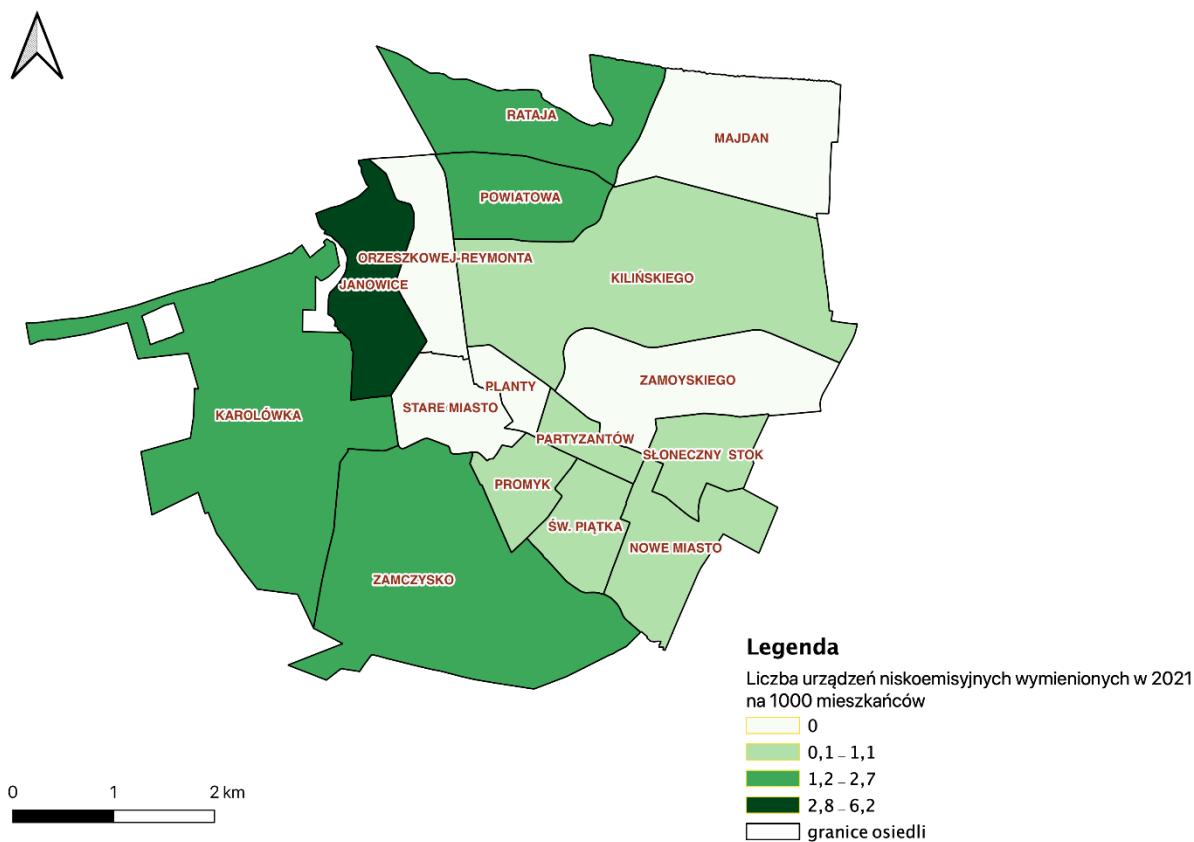 RATAJA
MAJDAN
POWIATOWA
ORZESZKOWEJ-REYMONTA
KILIŃSKIEGO
JANOWICE
ZAMOYSKIEGO
PLANTY
STARE MIASTO
KAROLÓWKA
PARTYZANTÓW
SŁONECZNY STOK
PROMYK
ŚW. PIĄTKA
NOWE MIASTO
ZAMCZYSKO
Legenda
Liczba urządzeń niskoemisyjnych wymienionych w 2021
na 1000 mieszkańców
0
0,1 – 1,1
1,2 – 2,7
2,8 – 6,2
granice osiedli
0 1 2 km